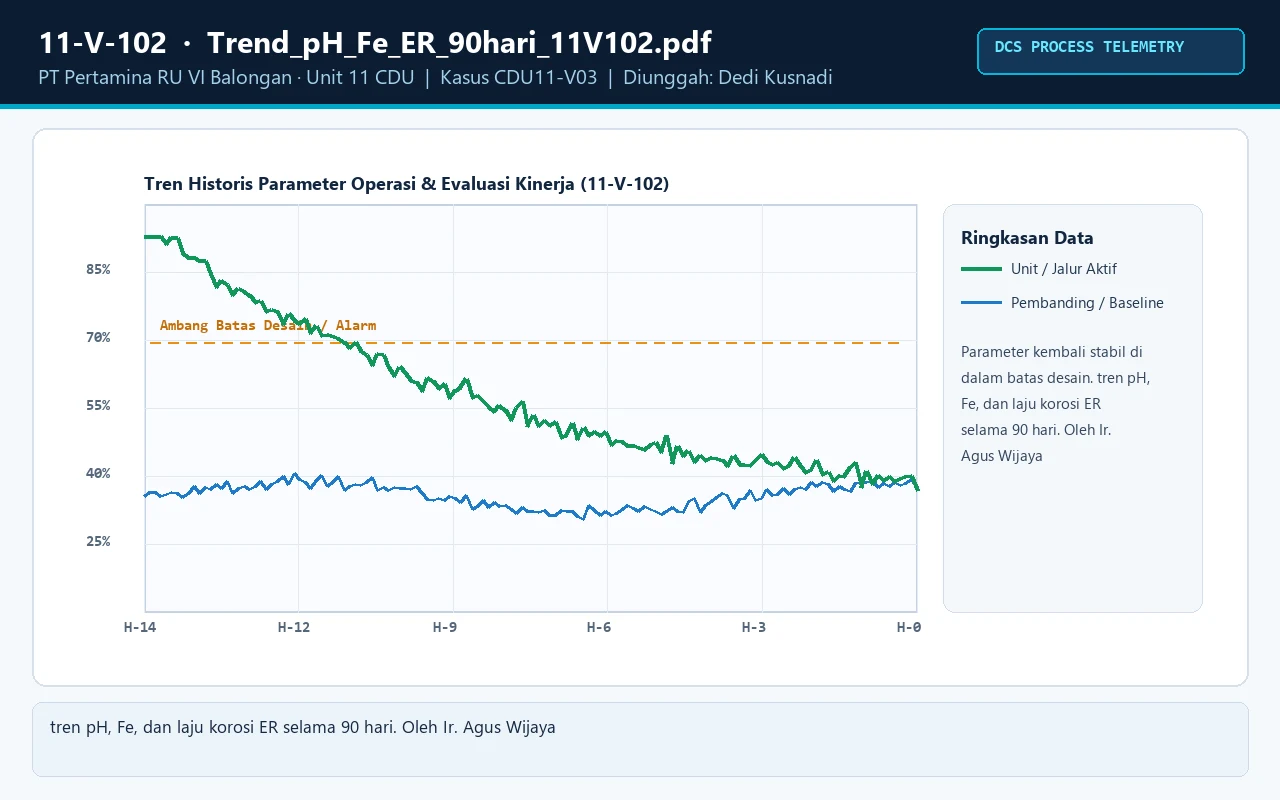 11-V-102 · Trend_pH_Fe_ER_90hari_11V102.pdf
DCS PROCESS TELEMETRY
PT Pertamina RU VI Balongan · Unit 11 CDU | Kasus CDU11-V03 | Diunggah: Dedi Kusnadi
Tren Historis Parameter Operasi & Evaluasi Kinerja (11-V-102)
85%
70%
55%
40%
25%
Ambang Batas Desain / Alarm
H-14
H-12
H-9
H-6
H-3
H-0
Ringkasan Data
Unit / Jalur Aktif
Pembanding / Baseline
Parameter kembali stabil di
dalam batas desain. tren pH,
Fe, dan laju korosi ER
selama 90 hari. Oleh Ir.
Agus Wijaya
tren pH, Fe, dan laju korosi ER selama 90 hari. Oleh Ir. Agus Wijaya